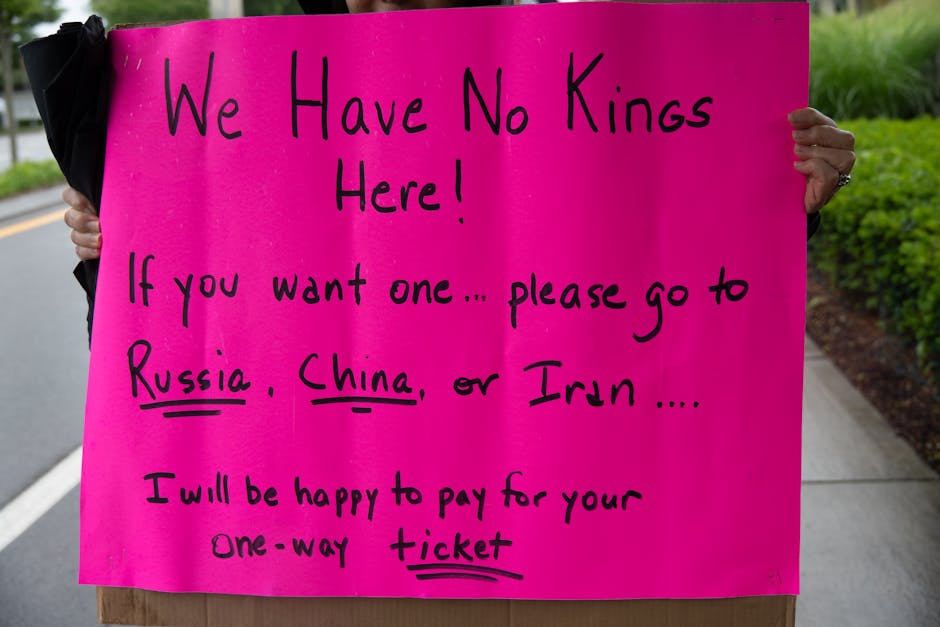 We Have No Kings
Here!
If you want one... please go to
Russia, China, or Iran ....
I will be happy to pay for your
one-way ticket